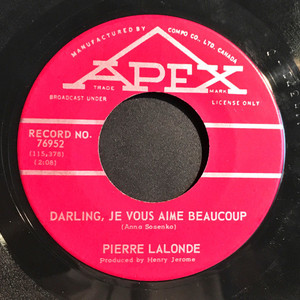 MANUFACTURED BY COMPO CO., LTD. CANADA
APEX
TRADE MARK
BROADCAST UNDER LICENSE ONLY
RECORD NO.
76952
(115,378)
(2:08)
DARLING, JE VOUS AIME BEAUCOUP
(Anna Sosenko)
PIERRE LALONDE
Produced by Henry Jerome